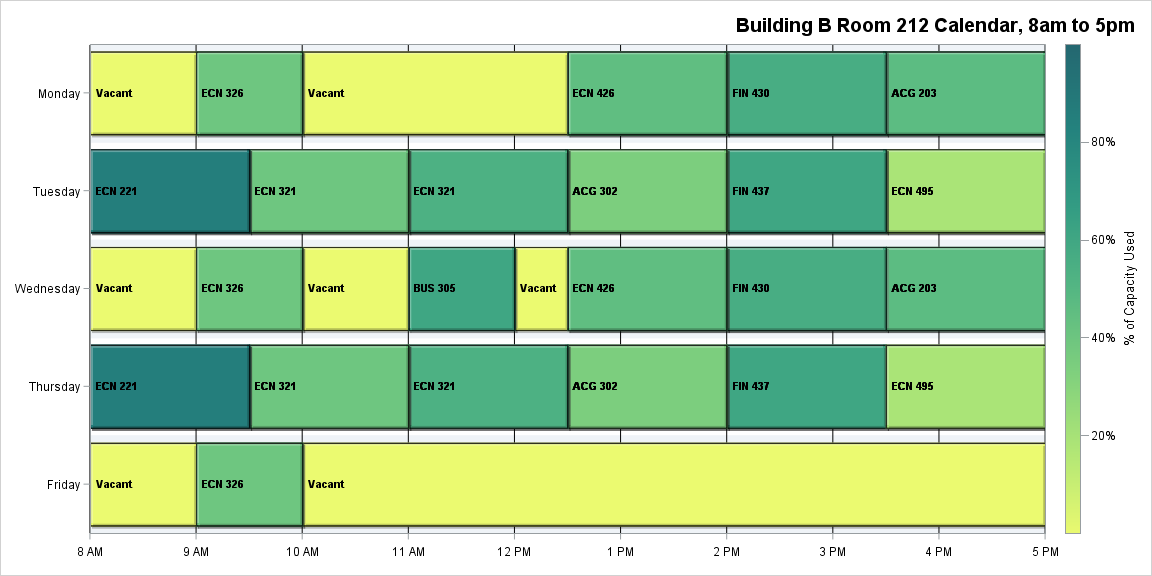 Building B Room 212 Calendar, 8am to 5pm
Monday
Vacant
ECN 326
Vacant
ECN 426
FIN 430
ACG 203
Tuesday
ECN 221
ECN 321
ECN 321
ACG 302
FIN 437
ECN 495
Wednesday
Vacant
ECN 326
Vacant
BUS 305
Vacant
ECN 426
FIN 430
ACG 203
Thursday
ECN 221
ECN 321
ECN 321
ACG 302
FIN 437
ECN 495
Friday
Vacant
ECN 326
Vacant
8 AM
9 AM
10 AM
11 AM
12 PM
1 PM
2 PM
3 PM
4 PM
5 PM
80%
60%
40%
20%
% of Capacity Used